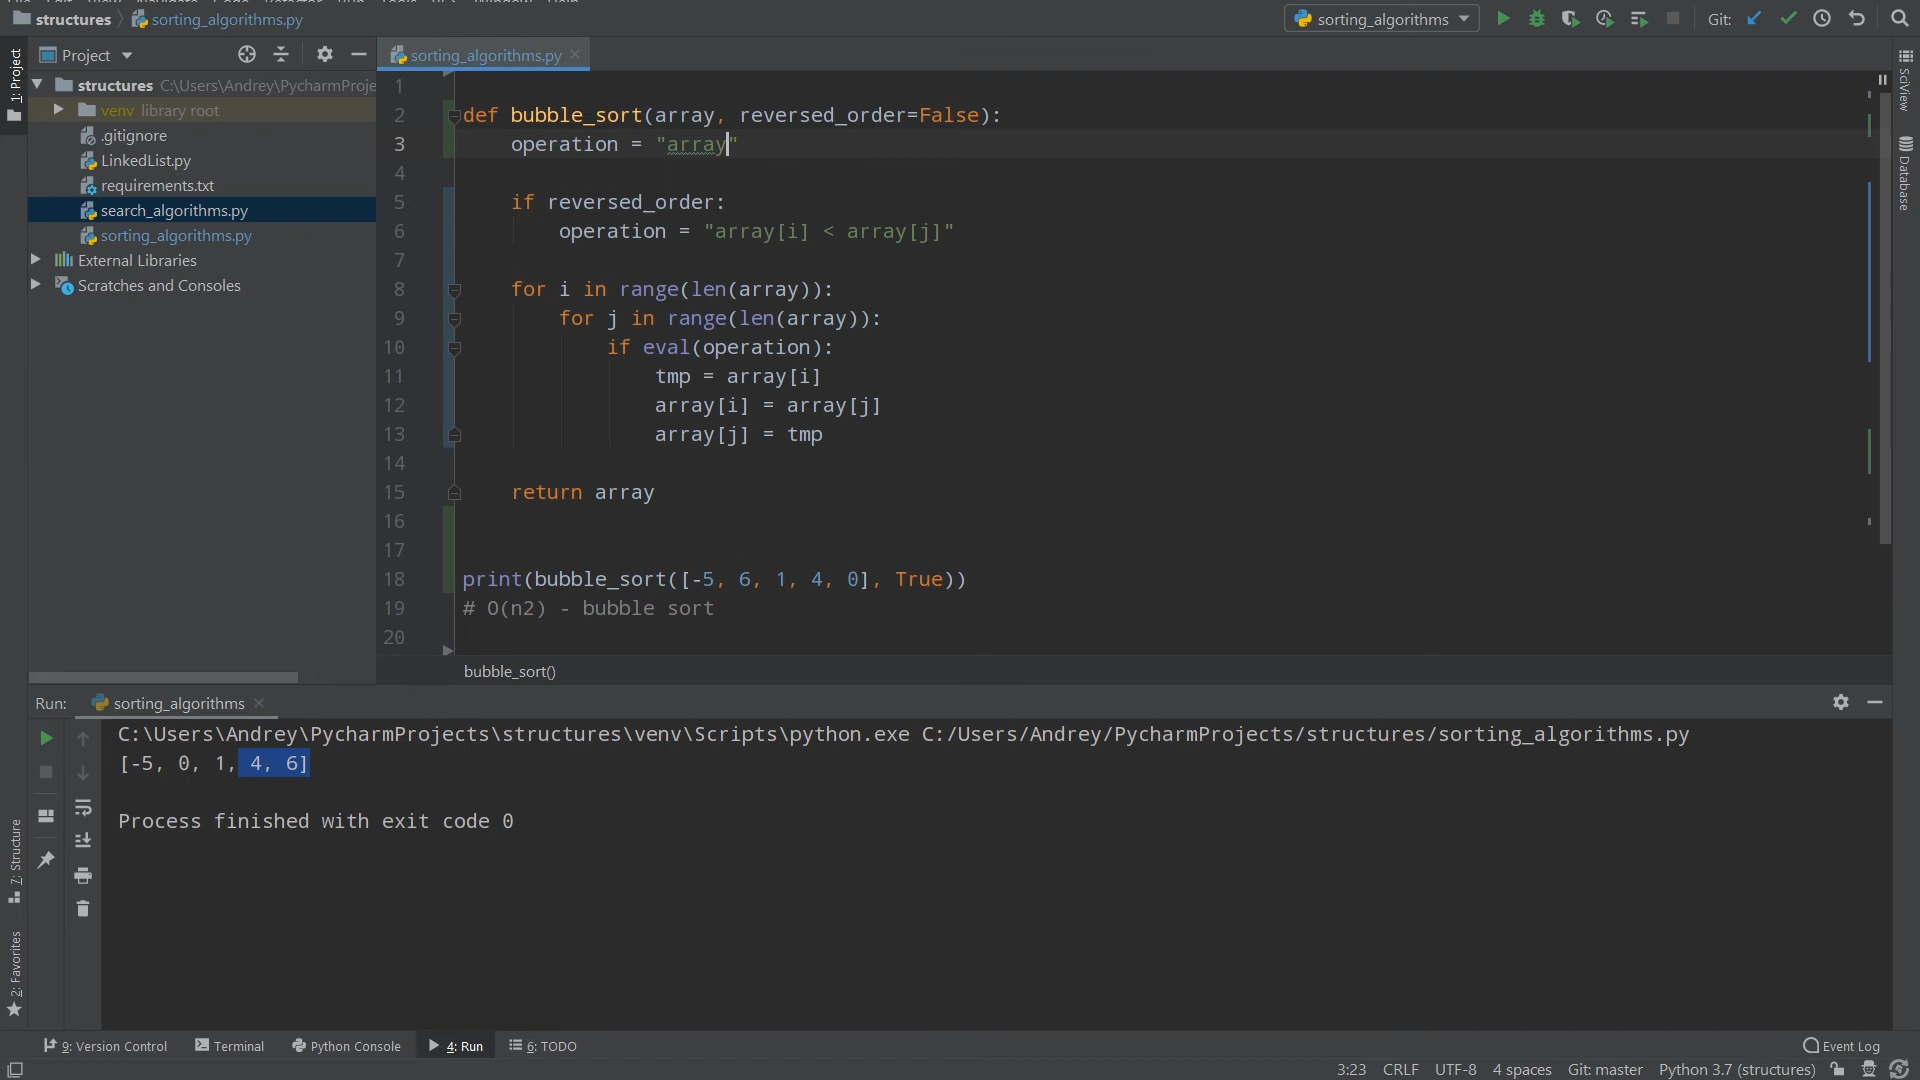 structures sorting_algorithms.py
sorting_algorithms Git:
1: Project
Project
sorting_algorithms.py
structures C:\Users\Andrey\PycharmProje
venv library root
.gitignore
LinkedList.py
requirements.txt
search_algorithms.py
sorting_algorithms.py
External Libraries
Scratches and Consoles
1
2 def bubble_sort(array, reversed_order=False):
3 operation = "array"
4
5 if reversed_order:
6 operation = "array[i] < array[j]"
7
8 for i in range(len(array)):
9 for j in range(len(array)):
10 if eval(operation):
11 tmp = array[i]
12 array[i] = array[j]
13 array[j] = tmp
14
15 return array
16
17
18 print(bubble_sort([-5, 6, 1, 4, 0], True))
19 # O(n2) - bubble sort
20
bubble_sort()
SciView
Database
Run: sorting_algorithms
C:\Users\Andrey\PycharmProjects\structures\venv\Scripts\python.exe C:/Users/Andrey/PycharmProjects/structures/sorting_algorithms.py
[-5, 0, 1, 4, 6]
Process finished with exit code 0
7: Structure
2: Favorites
9: Version Control Terminal Python Console 4: Run 6: TODO Event Log
3:23 CRLF UTF-8 4 spaces Git: master Python 3.7 (structures)